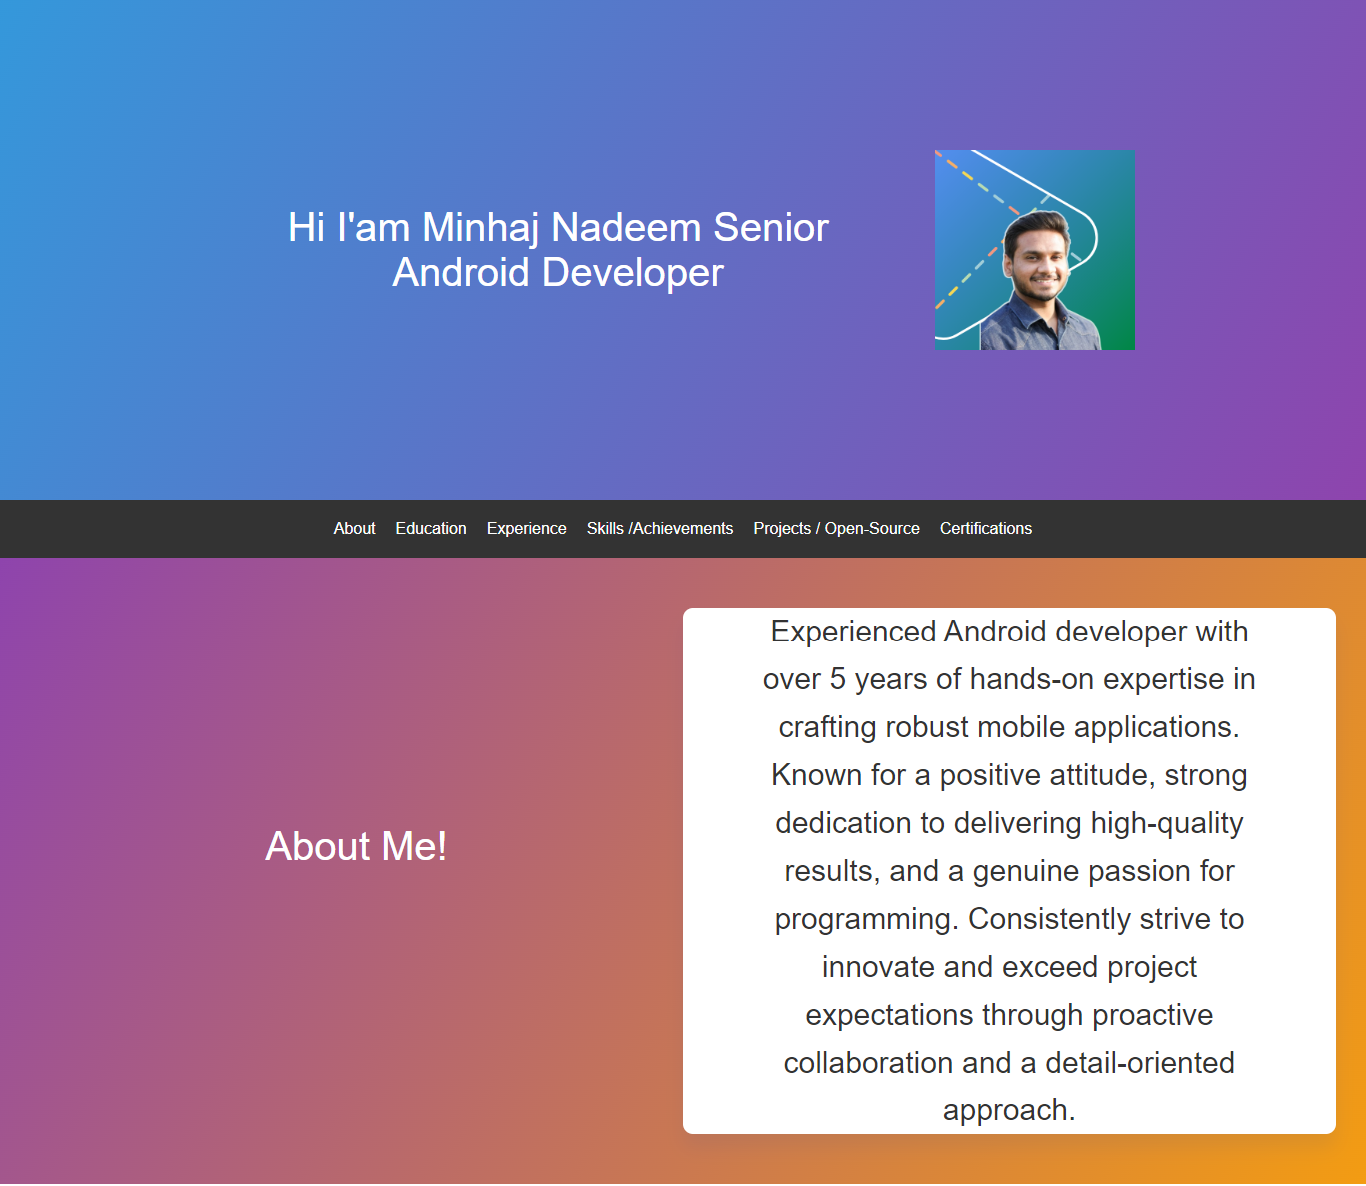 Hi I'am Minhaj Nadeem Senior
Android Developer
About Education Experience Skills /Achievements Projects / Open-Source Certifications
About Me!
Experienced Android developer with
over 5 years of hands-on expertise in
crafting robust mobile applications.
Known for a positive attitude, strong
dedication to delivering high-quality
results, and a genuine passion for
programming. Consistently strive to
innovate and exceed project
expectations through proactive
collaboration and a detail-oriented
approach.